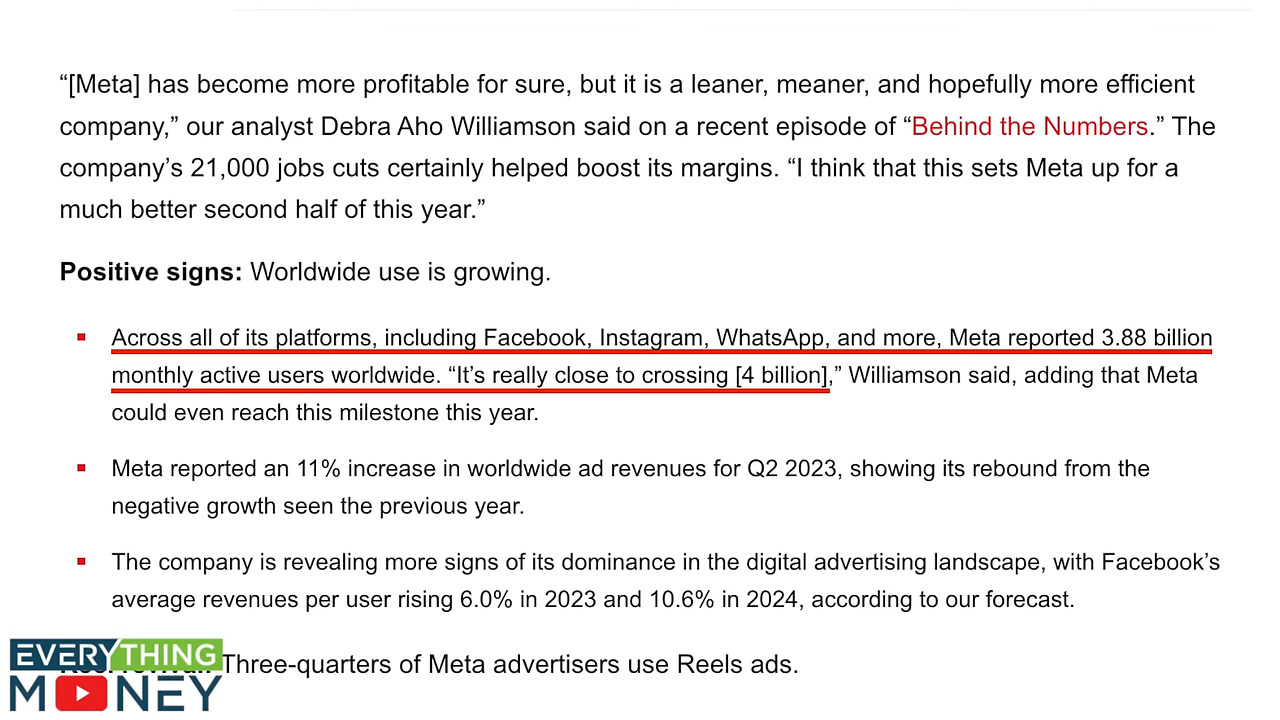 “[Meta] has become more profitable for sure, but it is a leaner, meaner, and hopefully more efficient
company,” our analyst Debra Aho Williamson said on a recent episode of “Behind the Numbers.” The
company’s 21,000 jobs cuts certainly helped boost its margins. “I think that this sets Meta up for a
much better second half of this year.”
Positive signs: Worldwide use is growing.
Across all of its platforms, including Facebook, Instagram, WhatsApp, and more, Meta reported 3.88 billion
monthly active users worldwide. “It’s really close to crossing [4 billion],” Williamson said, adding that Meta
could even reach this milestone this year.
Meta reported an 11% increase in worldwide ad revenues for Q2 2023, showing its rebound from the
negative growth seen the previous year.
The company is revealing more signs of its dominance in the digital advertising landscape, with Facebook’s
average revenues per user rising 6.0% in 2023 and 10.6% in 2024, according to our forecast.
Three-quarters of Meta advertisers use Reels ads.
EVERYTHING
MONEY